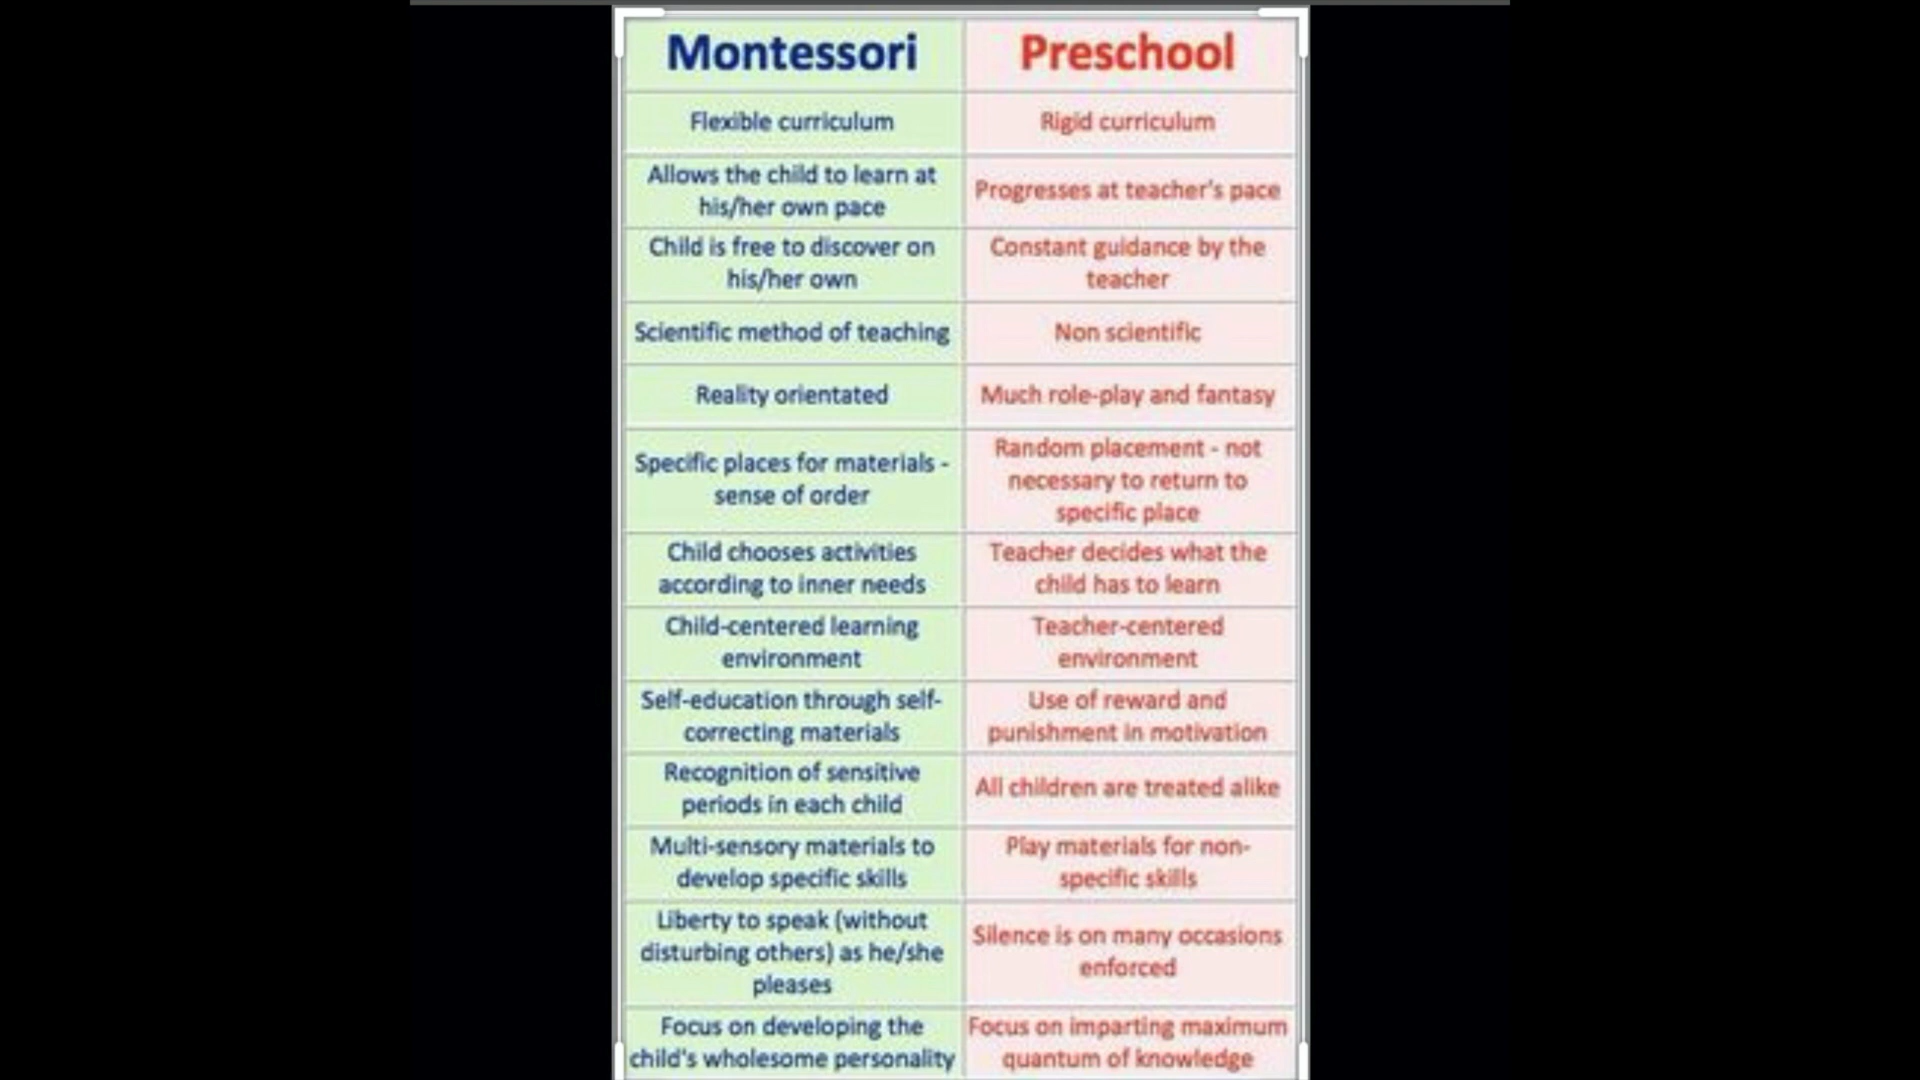 Montessori Preschool
Flexible curriculum Rigid curriculum
Allows the child to learn at
his/her own pace
Progresses at teacher's pace
Child is free to discover on
his/her own
Constant guidance by the
teacher
Scientific method of teaching Non scientific
Reality orientated Much role-play and fantasy
Specific places for materials -
sense of order
Random placement - not
necessary to return to
specific place
Child chooses activities
according to inner needs
Teacher decides what the
child has to learn
Child-centered learning
environment
Teacher-centered
environment
Self-education through self-
correcting materials
Use of reward and
punishment in motivation
Recognition of sensitive
periods in each child
All children are treated alike
Multi-sensory materials to
develop specific skills
Play materials for non-
specific skills
Liberty to speak (without
disturbing others) as he/she
pleases
Silence is on many occasions
enforced
Focus on developing the
child's wholesome personality
Focus on imparting maximum
quantum of knowledge